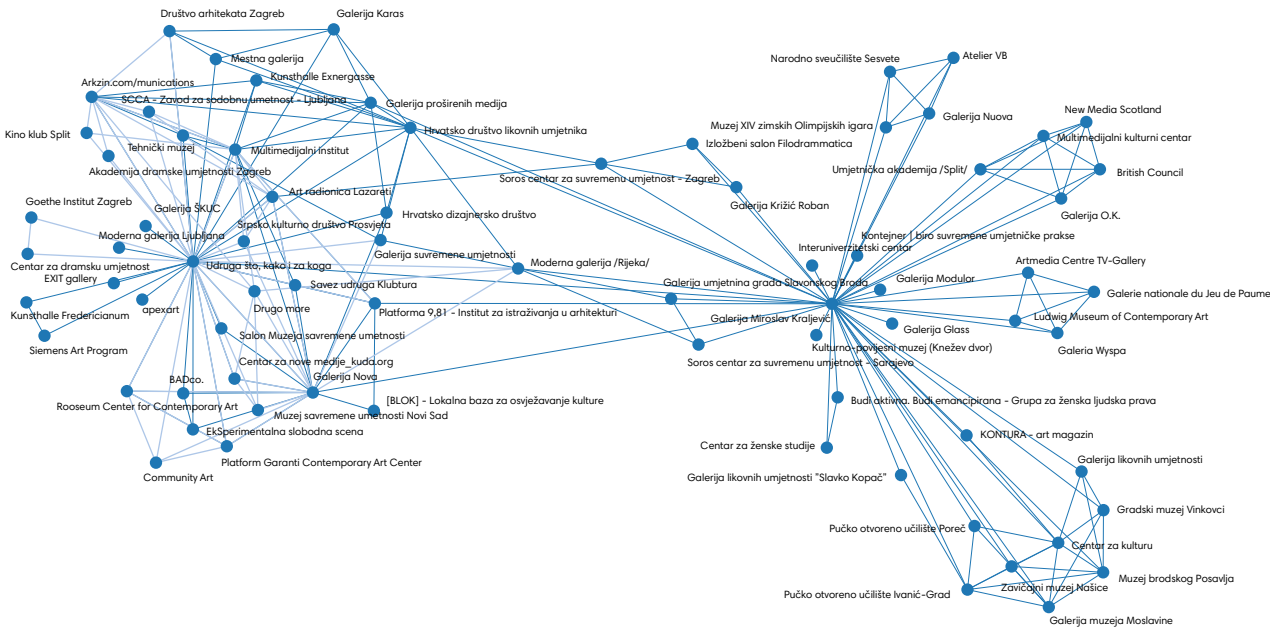 Društvo arhitekata Zagreb
Galerija Karas
Mestna galerija
Narodno sveučilište Sesvete
Atelier VB
Kunsthalle Exnergasse
Arkzin.com/munications
SCCA - Zavod za sodobnu umetnost - Ljubljana
Galerija proširenih medija
New Media Scotland
Galerija Nuova
Muzej XIV zimskih Olimpijskih igara
Kino klub Split
Hrvatsko društvo likovnih umjetnika
Multimedijalni kulturni centar
Izložbeni salon Filodrammatica
Tehnički muzej
Multimedijalni Institut
Akademija dramske umjetnosti Zagreb
Soros centar za suvremenu umjetnost - Zagreb
Umjetnička akademija /Split/
British Council
Art radionica Lazareti
Goethe Institut Zagreb
Galerija ŠKUC
Galerija Križić Roban
Hrvatsko dizajnersko društvo
Galerija O.K.
Srpsko kulturno društvo Prosvjeta
Moderna galerija Ljubljana
Kontejner | biro suvremene umjetničke prakse
Interuniverzitetski centar
Galerija suvremene umjetnosti
Moderna galerija /Rijeka/
Artmedia Centre TV-Gallery
Centar za dramsku umjetnost
Udruga što, kako i za koga
EXIT gallery
Galerija Modulor
Galerija umjetnina grada Slavonskog Broda
Savez udruga Klubtura
Galerie nationale du Jeu de Paume
apexart
Drugo more
Platforma 9,81 - Institut za istraživanja u arhitekturi
Kunsthalle Fredericianum
Galerija Miroslav Kraljević
Ludwig Museum of Contemporary Art
Galerija Glass
Salon Muzeja savremene umetnosti
Siemens Art Program
Kulturno-povijesni muzej (Knežev dvor)
Galeria Wyspa
Centar za nove medije_kuda.org
Soros centar za suvremenu umjetnost - Sarajevo
Galerija Nova
BADco.
[BLOK] - Lokalna baza za osvježavanje kulture
Budi aktivna. Budi emancipirana - Grupa za ženska ljudska prava
Rooseum Center for Contemporary Art
Muzej savremene umetnosti Novi Sad
EkSperimentalna slobodna scena
KONTURA - art magazin
Centar za ženske studije
Platform Garanti Contemporary Art Center
Galerija likovnih umjetnosti
Community Art
Galerija likovnih umjetnosti "Slavko Kopač"
Gradski muzej Vinkovci
Pučko otvoreno učilište Poreč
Centar za kulturu
Muzej brodskog Posavlja
Zavičajni muzej Našice
Pučko otvoreno učilište Ivanić-Grad
Galerija muzeja Moslavine